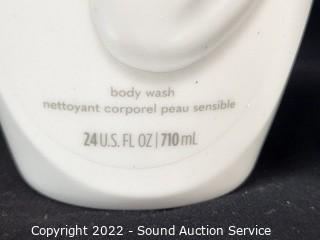 body wash
nettoyant corporel peau sensible
24 U.S. FL OZ | 710 mL
Copyright 2022 - Sound Auction Service